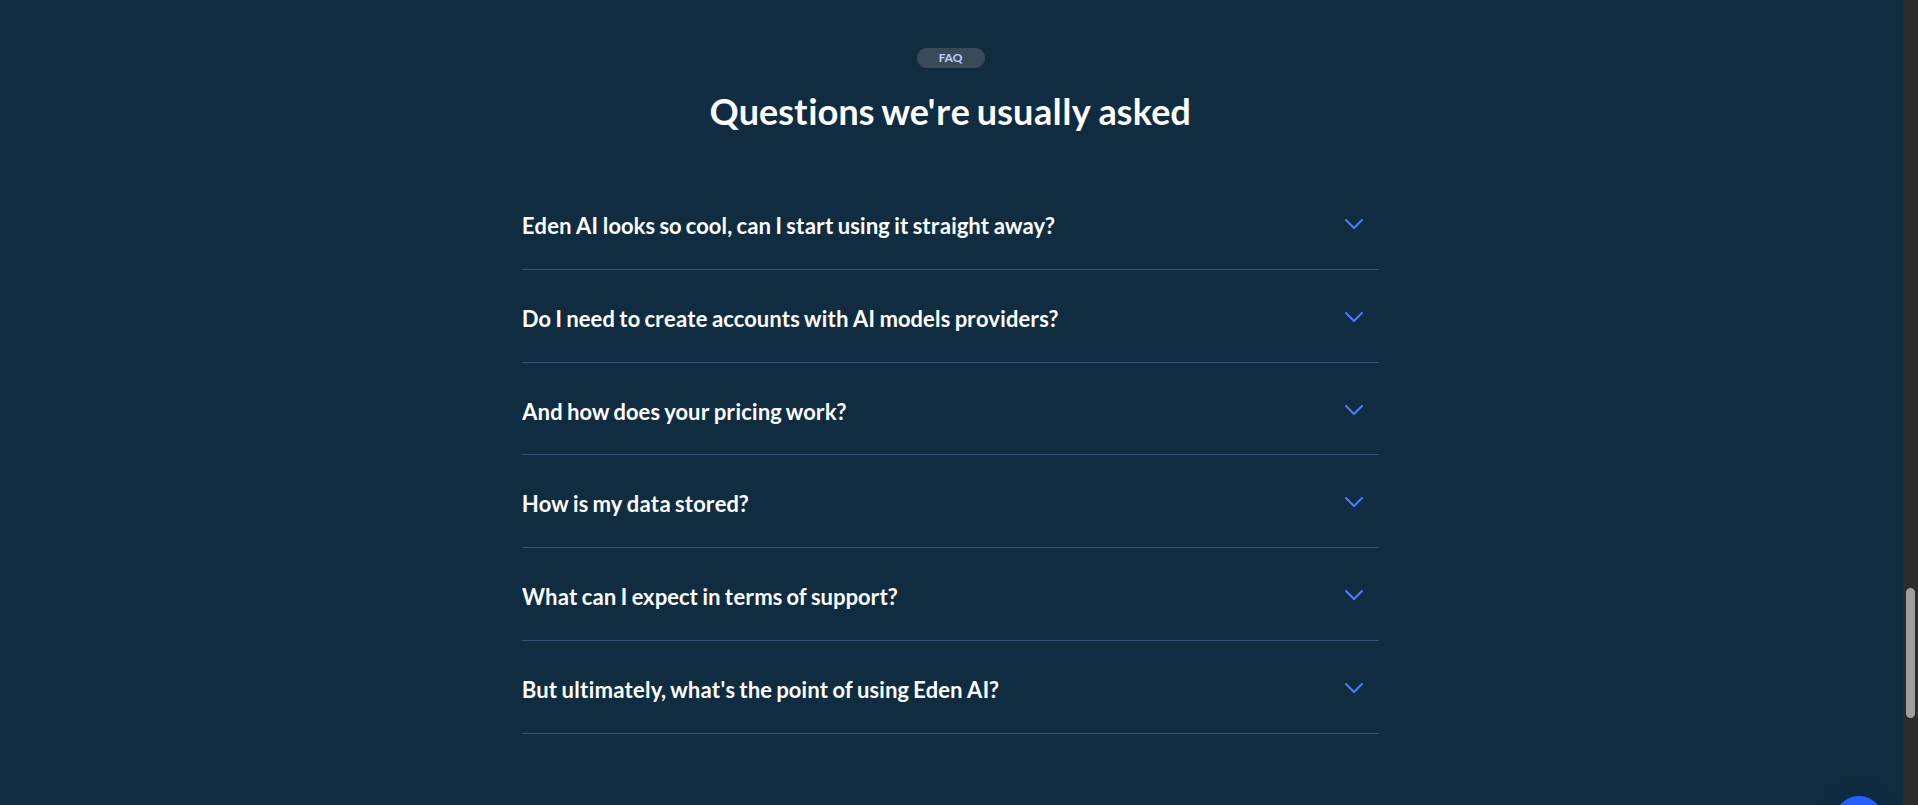 FAQ
Questions we're usually asked
Eden AI looks so cool, can I start using it straight away?
Do I need to create accounts with AI models providers?
And how does your pricing work?
How is my data stored?
What can I expect in terms of support?
But ultimately, what's the point of using Eden AI?